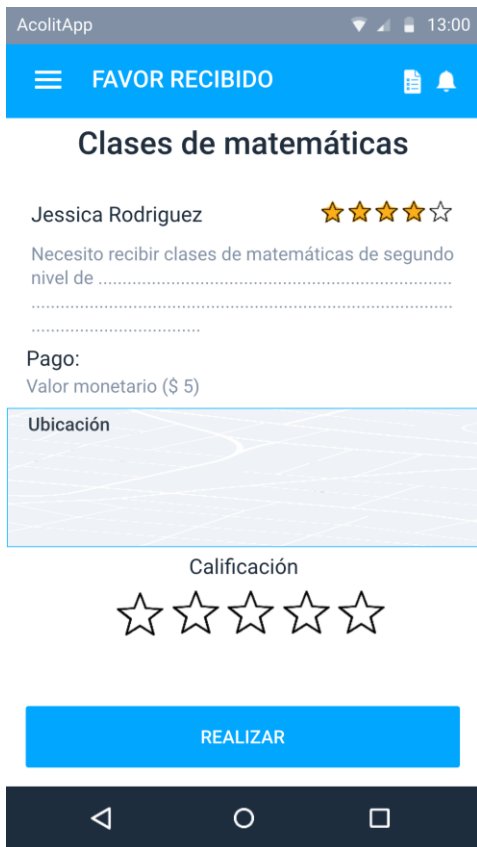 AcolitApp 13:00
FAVOR RECIBIDO
Clases de matemáticas
Jessica Rodriguez
Necesito recibir clases de matemáticas de segundo
nivel de ..................................................................
...............................................................................
................................
Pago:
Valor monetario ($ 5)
Ubicación
Calificación
REALIZAR